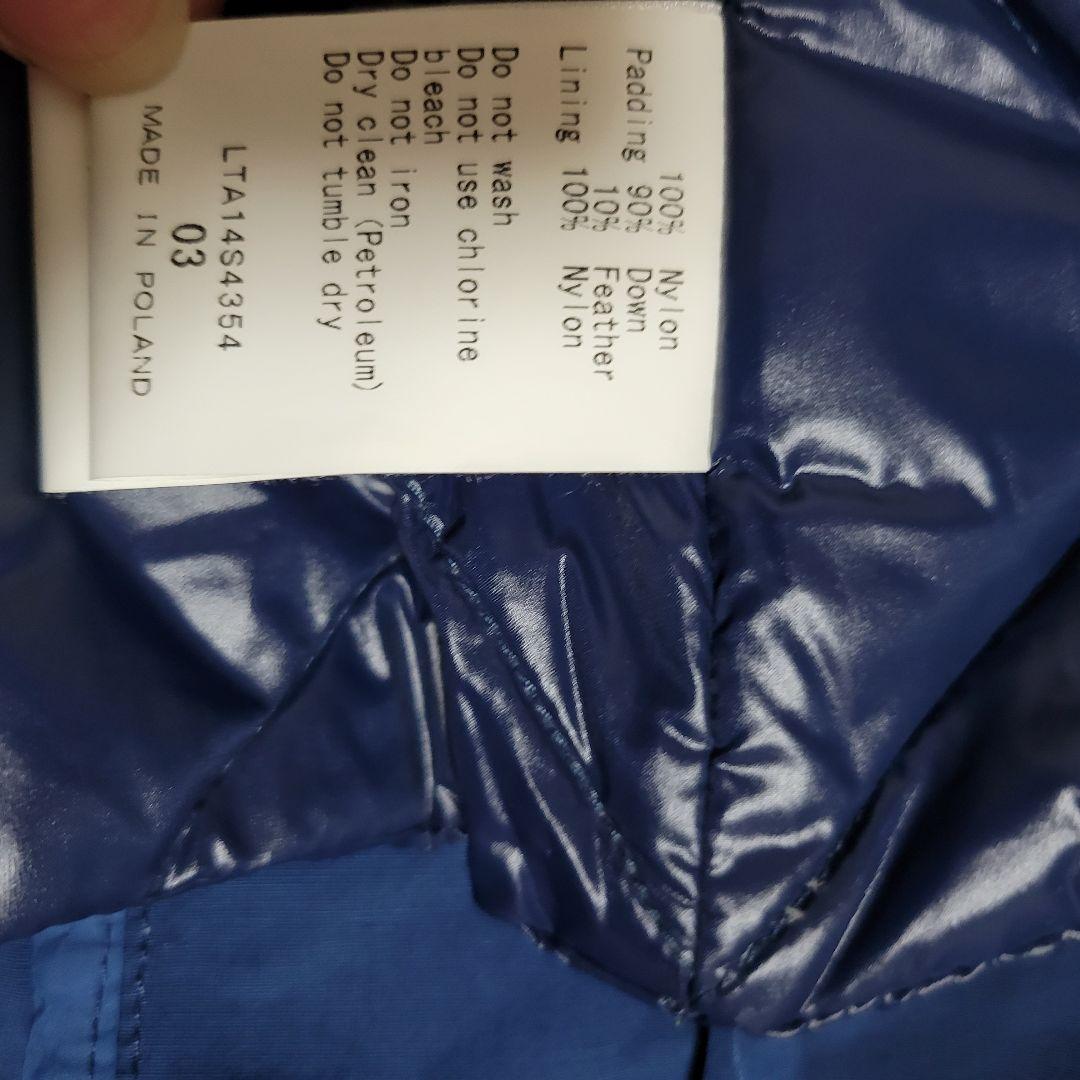 100% Nylon
Padding 90% Down
10% Feather
Lining 100% Nylon
Do not wash
Do not use chlorine
bleach
Do not iron
Dry clean (Petroleum)
Do not tumble dry
LTA14S4354
03
MADE IN POLAND